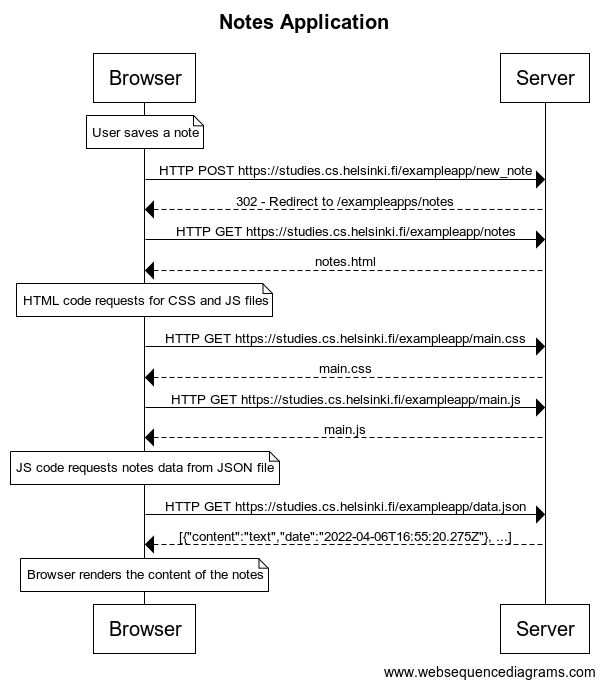 Notes Application
Browser Server
User saves a note
HTTP POST https://studies.cs.helsinki.fi/exampleapp/new_note
302 - Redirect to /exampleapps/notes
HTTP GET https://studies.cs.helsinki.fi/exampleapp/notes
notes.html
HTML code requests for CSS and JS files
HTTP GET https://studies.cs.helsinki.fi/exampleapp/main.css
main.css
HTTP GET https://studies.cs.helsinki.fi/exampleapp/main.js
main.js
JS code requests notes data from JSON file
HTTP GET https://studies.cs.helsinki.fi/exampleapp/data.json
[{"content":"text","date":"2022-04-06T16:55:20.275Z"}, ...]
Browser renders the content of the notes
Browser Server
www.websequencediagrams.com